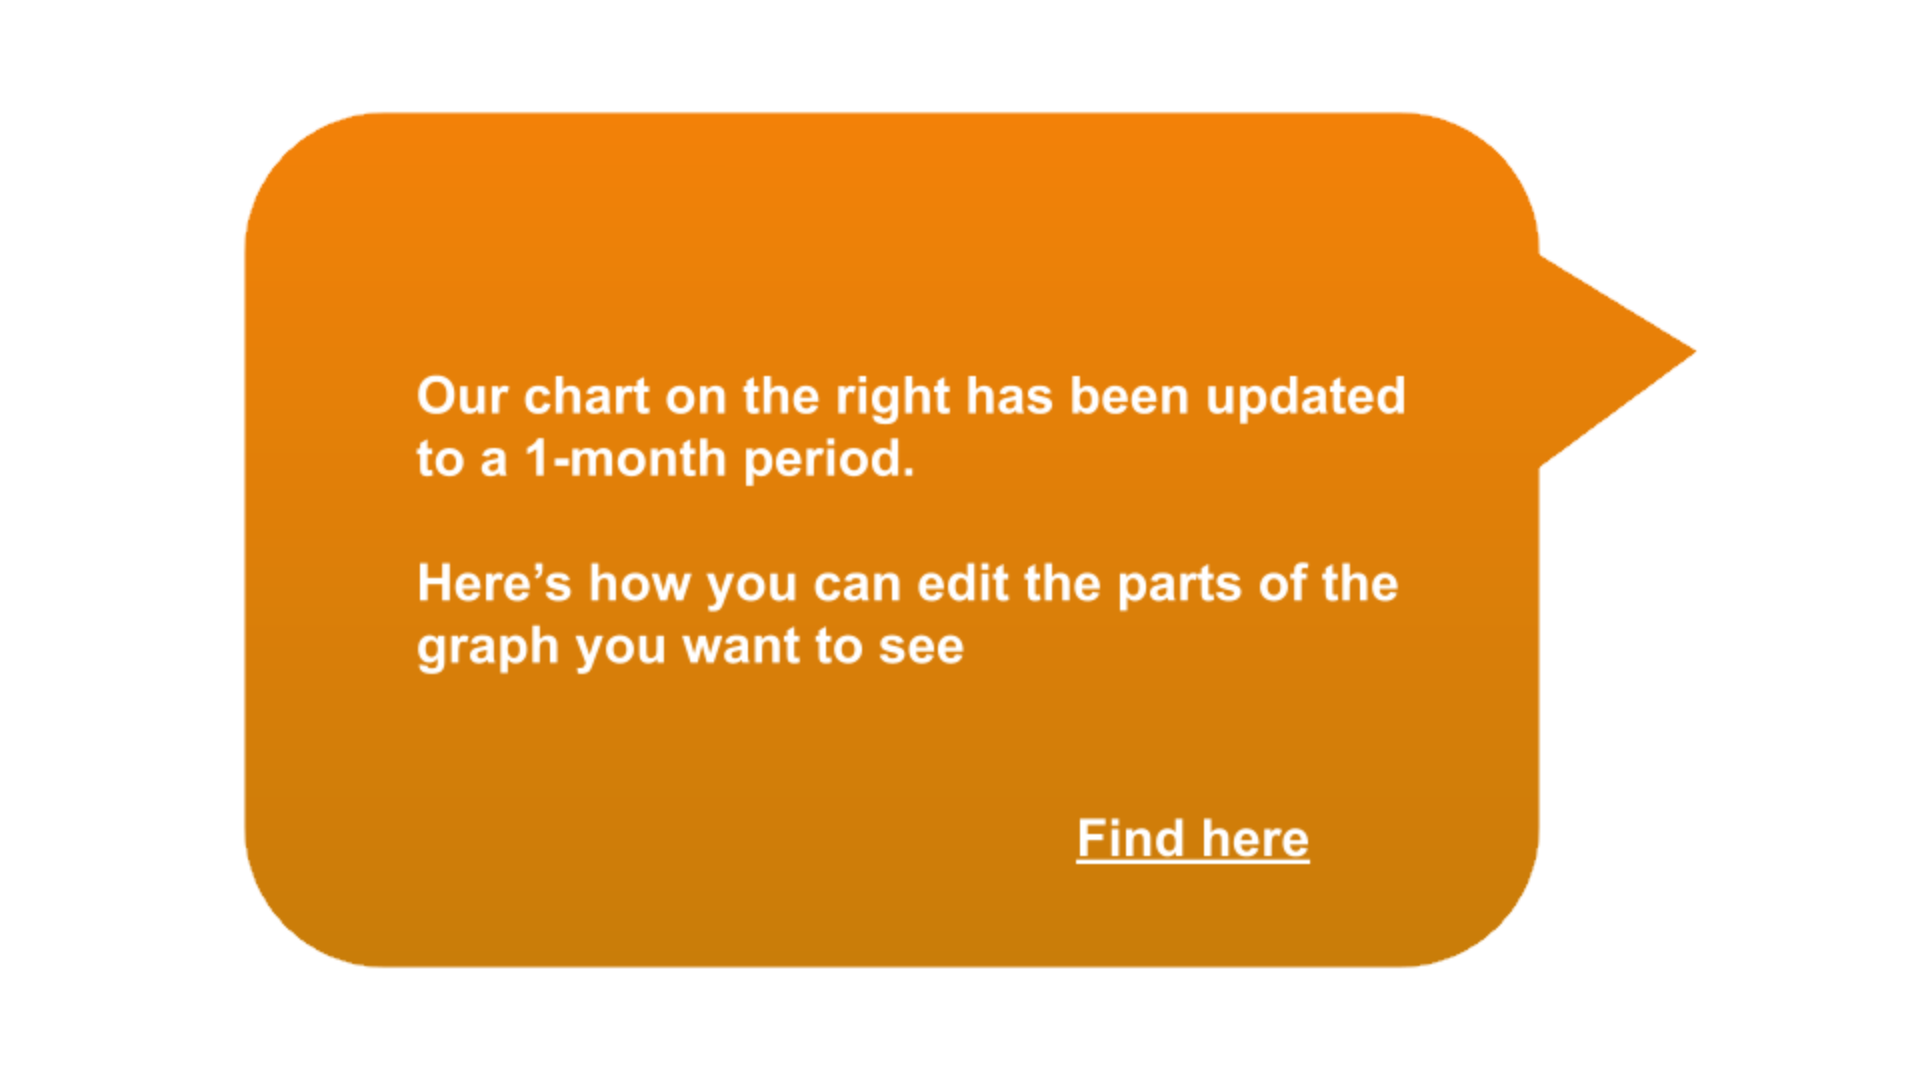 Our chart on the right has been updated
to a 1-month period.
Here’s how you can edit the parts of the
graph you want to see
Find here